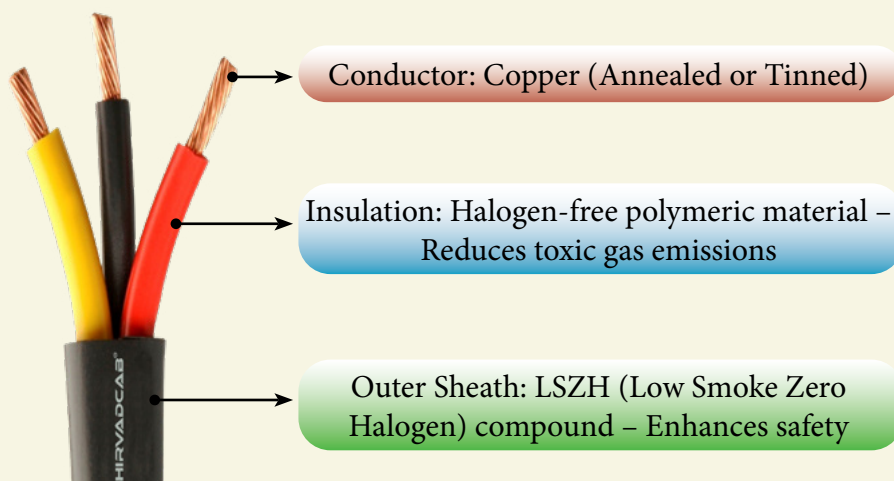 Conductor: Copper (Annealed or Tinned)
Insulation: Halogen-free polymeric material –
Reduces toxic gas emissions
Outer Sheath: LSZH (Low Smoke Zero
Halogen) compound – Enhances safety
HIRVADCAB®